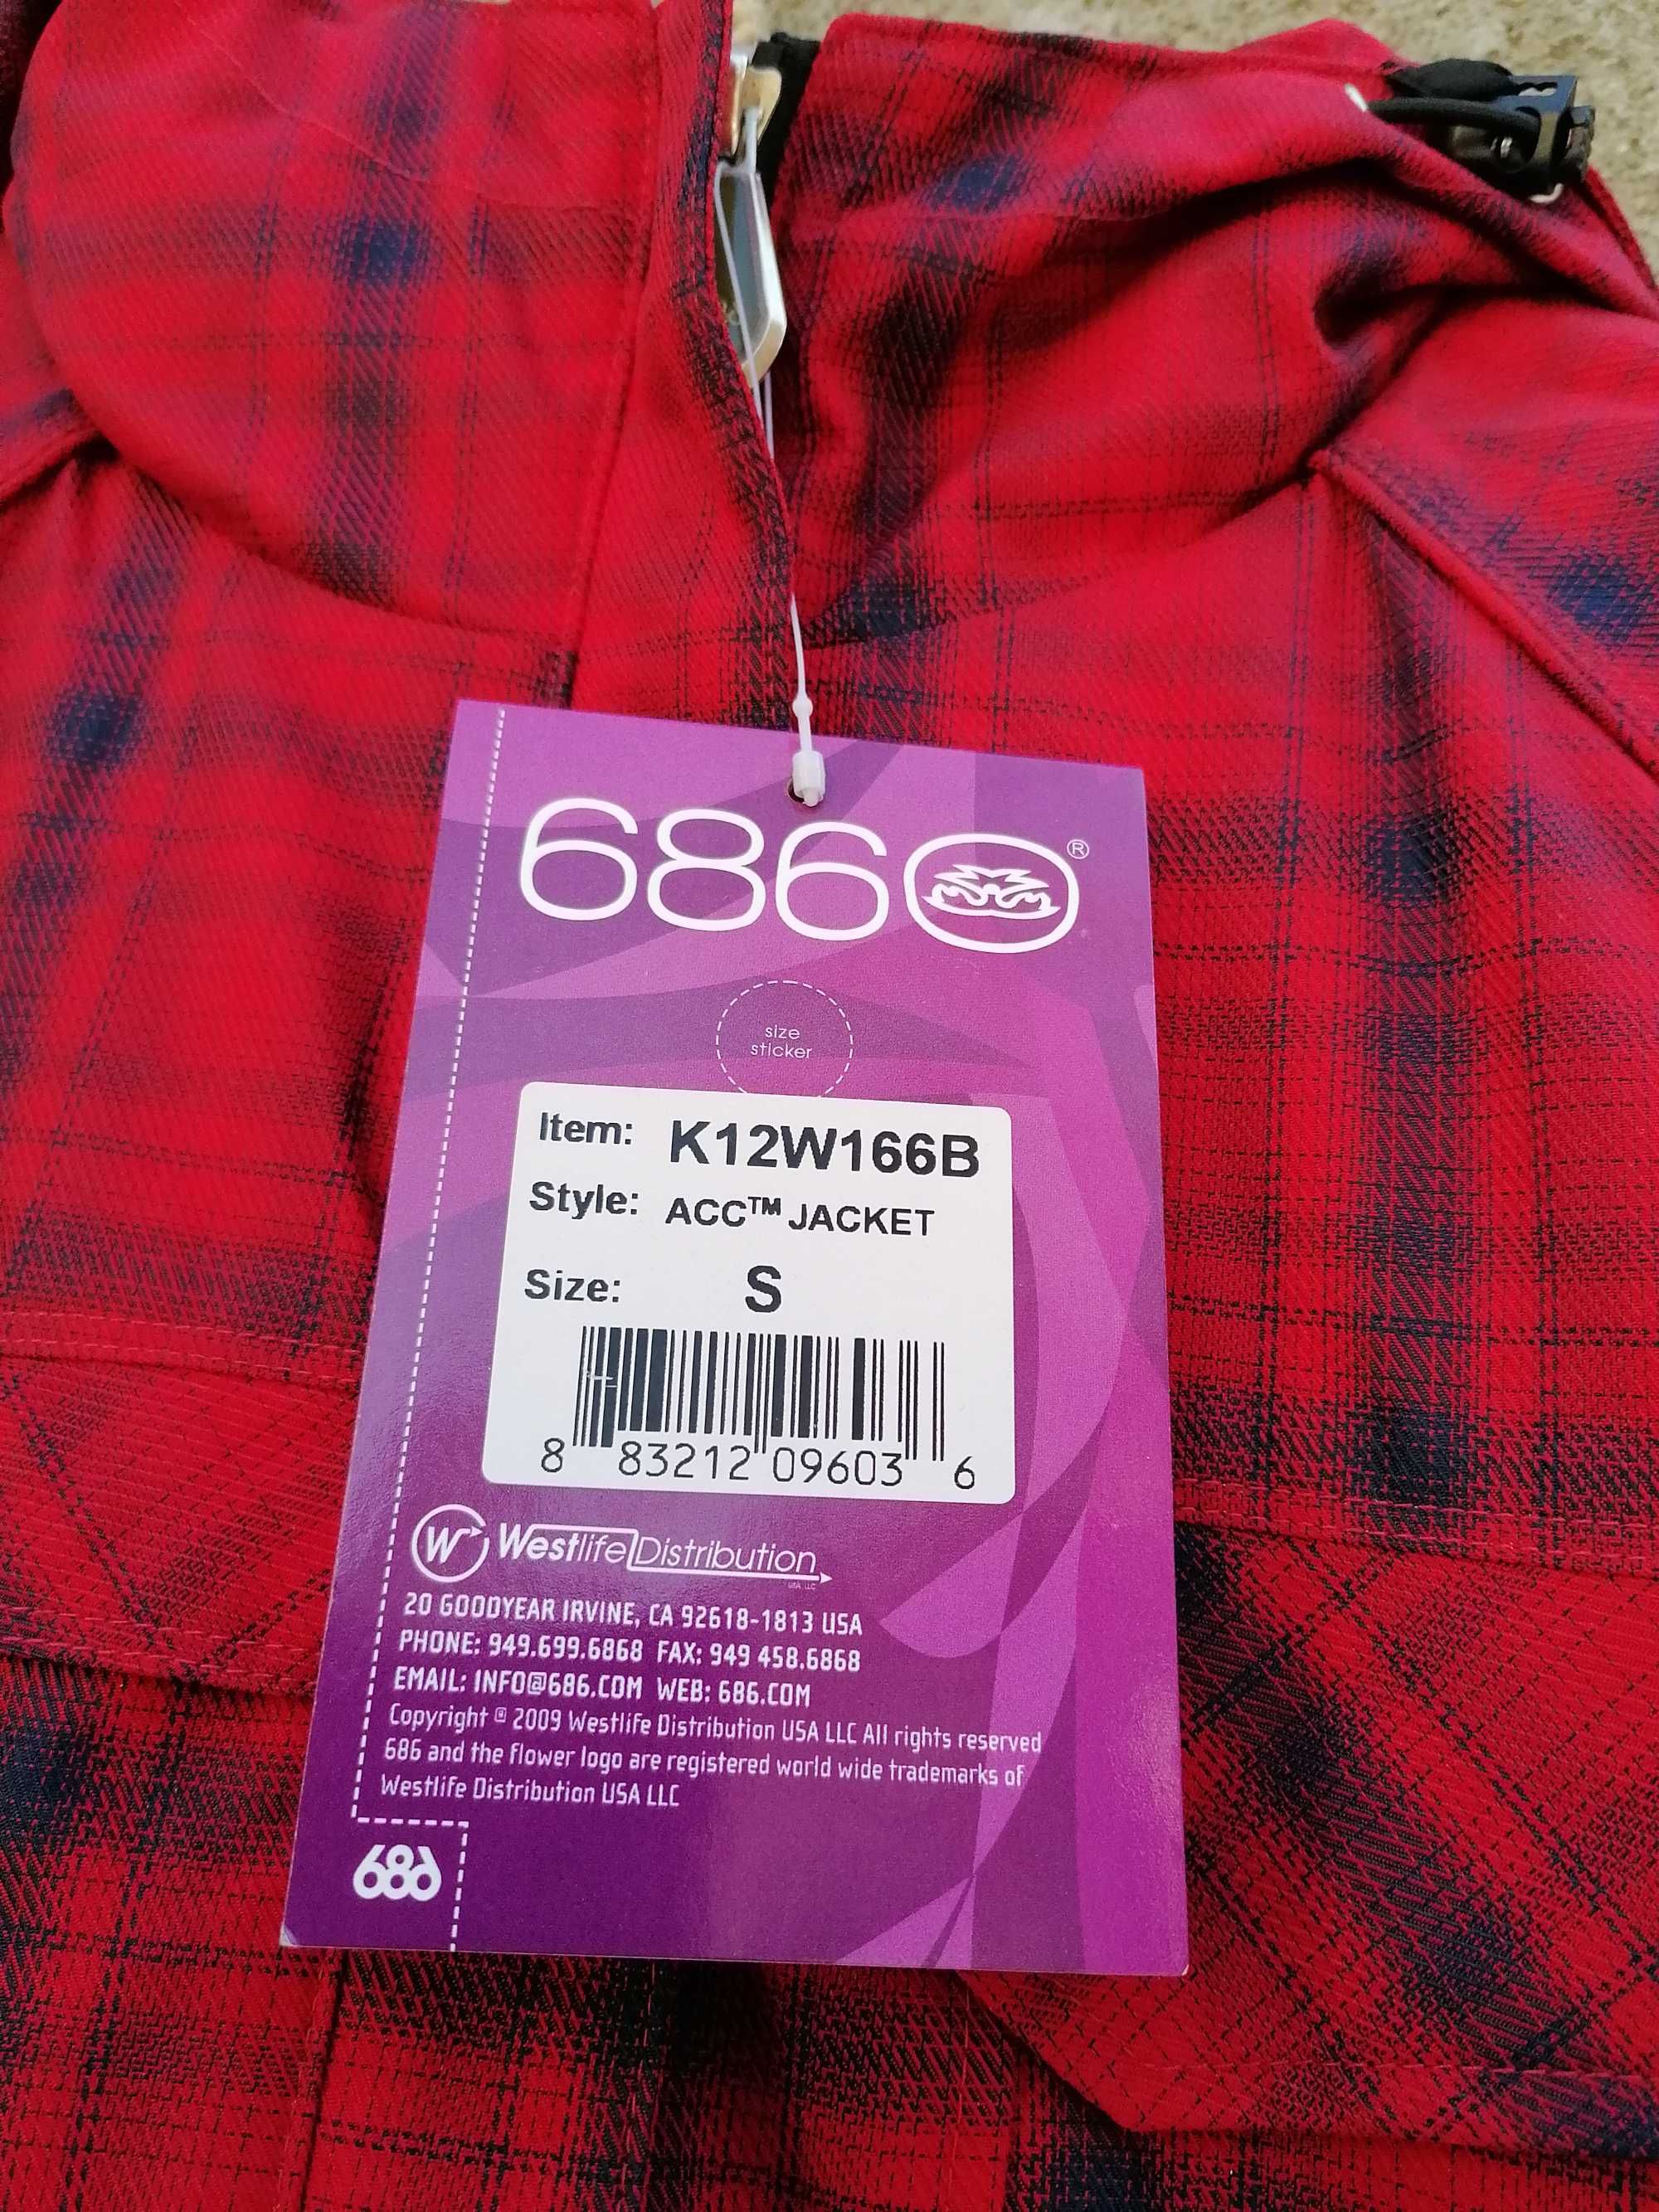 686®
size
sticker
Item: K12W166B
Style: ACC™ JACKET
Size: S
8 83212 09603 6
W Westlife Distribution
USA, LLC
20 GOODYEAR IRVINE, CA 92618-1813 USA
PHONE: 949.699.6868 FAX: 949 458.6868
EMAIL: INFO@686.COM WEB: 686.COM
Copyright © 2009 Westlife Distribution USA LLC All rights reserved
686 and the flower logo are registered world wide trademarks of
Westlife Distribution USA LLC
686